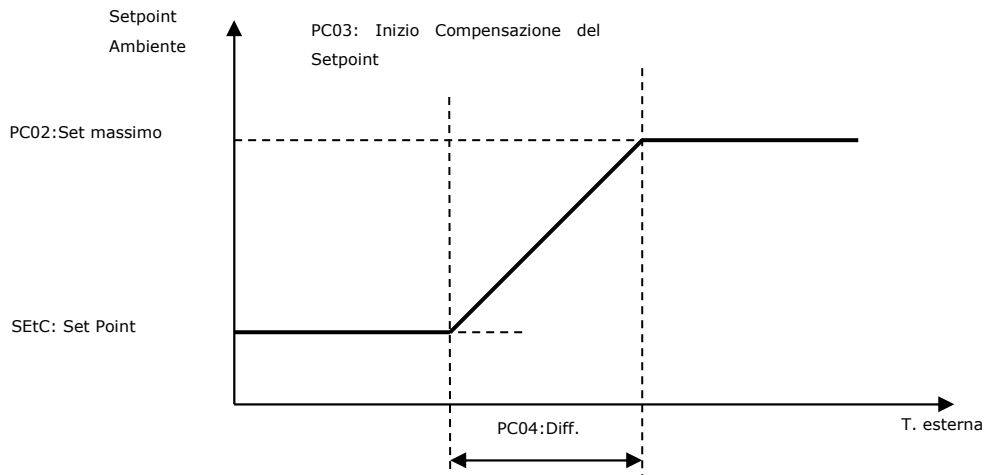 Setpoint
Ambiente
PC03: Inizio Compensazione del
Setpoint
PC02:Set massimo
SEtC: Set Point
PC04:Diff.
T. esterna